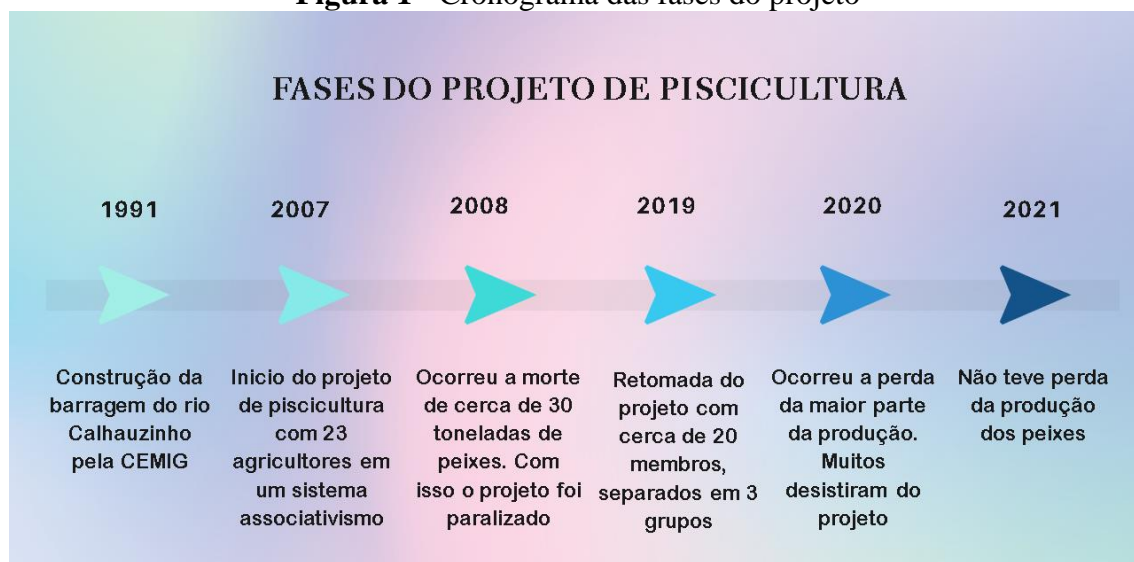 Figura 1 - Cronograma das fases do projeto
FASES DO PROJETO DE PISCICULTURA
1991
Construção da
barragem do rio
Calhauzinho
pela CEMIG
2007
Inicio do projeto
de piscicultura
com 23
agricultores em
um sistema
associativismo
2008
Ocorreu a morte
de cerca de 30
toneladas de
peixes. Com
isso o projeto foi
paralizado
2019
Retomada do
projeto com
cerca de 20
membros,
separados em 3
grupos
2020
Ocorreu a perda
da maior parte
da produção.
Muitos
desistiram do
projeto
2021
Não teve perda
da produção
dos peixes